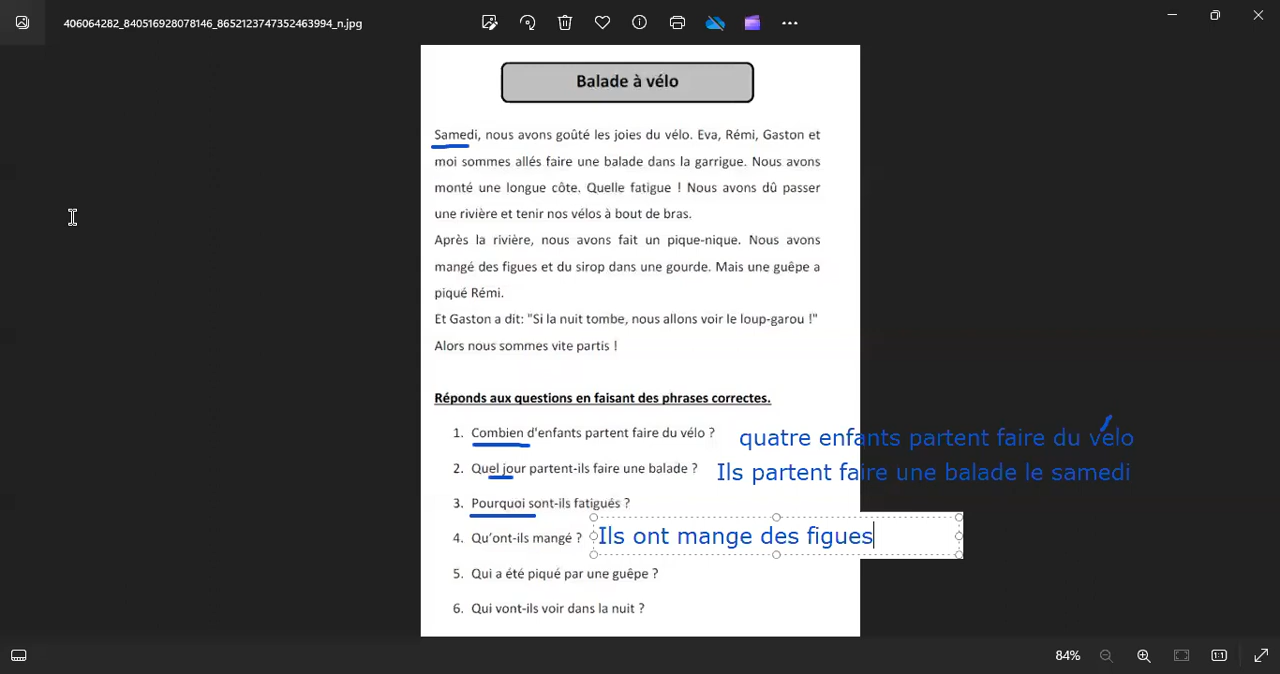 406064282_840516928078146_8652123747352463994_n.jpg
Balade à vélo
Samedi, nous avons goûté les joies du vélo. Eva, Rémi, Gaston et
moi sommes allés faire une balade dans la garrigue. Nous avons
monté une longue côte. Quelle fatigue ! Nous avons dû passer
une rivière et tenir nos vélos à bout de bras.
Après la rivière, nous avons fait un pique-nique. Nous avons
mangé des figues et du sirop dans une gourde. Mais une guêpe a
piqué Rémi.
Et Gaston a dit: "Si la nuit tombe, nous allons voir le loup-garou !"
Alors nous sommes vite partis !
Réponds aux questions en faisant des phrases correctes.
1. Combien d'enfants partent faire du vélo ? quatre enfants partent faire du vélo
2. Quel jour partent-ils faire une balade ? Ils partent faire une balade le samedi
3. Pourquoi sont-ils fatigués ?
4. Qu'ont-ils mangé ? Ils ont mange des figues
5. Qui a été piqué par une guêpe ?
6. Qui vont-ils voir dans la nuit ?
84%